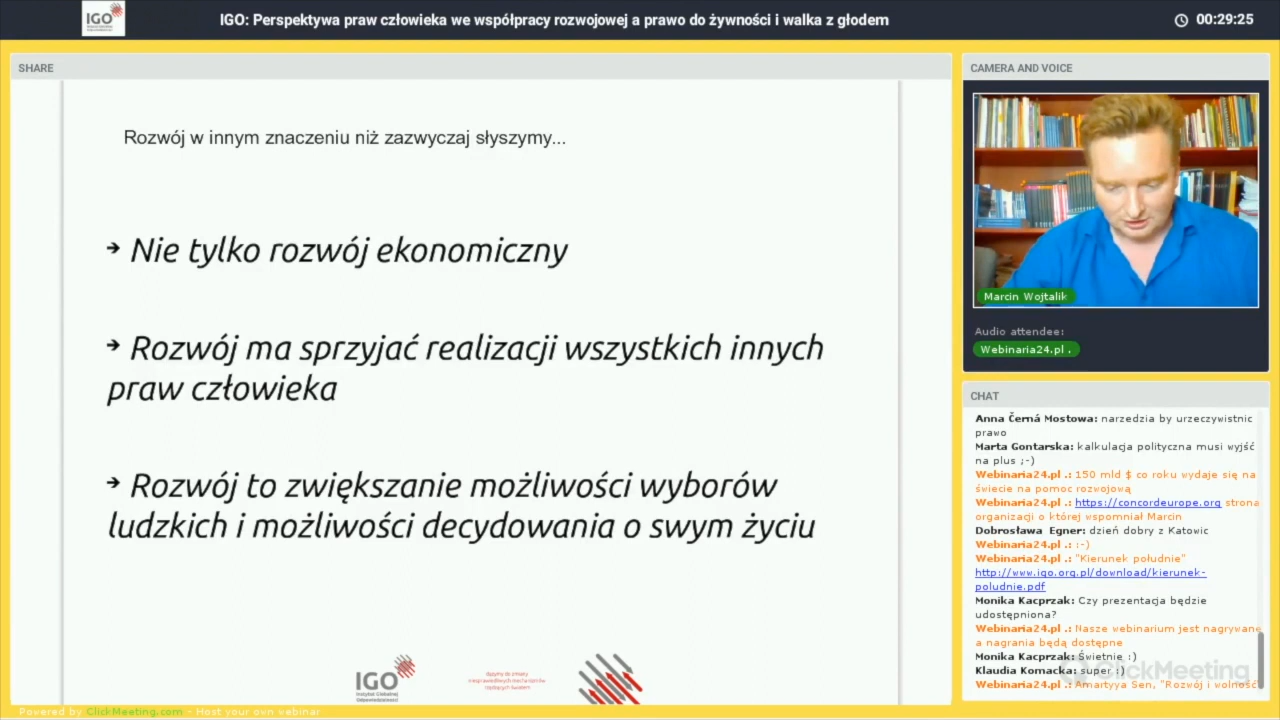 IGO
IGO: Perspektywa praw człowieka we współpracy rozwojowej a prawo do żywności i walka z głodem
00:29:25
SHARE
Rozwój w innym znaczeniu niż zazwyczaj słyszymy...
➔ Nie tylko rozwój ekonomiczny
➔ Rozwój ma sprzyjać realizacji wszystkich innych
praw człowieka
➔ Rozwój to zwiększanie możliwości wyborów
ludzkich i możliwości decydowania o swym życiu
IGO
Instytut Globalnej
Odpowiedzialności
CAMERA AND VOICE
Marcin Wojtalik
Audio attendee:
Webinaria24.pl .
CHAT
Anna Černá Mostowa: narzedzia by urzeczywistnic
prawo
Marta Gontarska: kalkulacja polityczna musi wyjść
na plus ;-)
Webinaria24.pl .: 150 mld $ co roku wydaje się na
świecie na pomoc rozwojową
Webinaria24.pl .: https://concordeurope.org strona
organizacji o której wspomniał Marcin
Dobrosława Egner: dzień dobry z Katowic
Webinaria24.pl .: :-)
Webinaria24.pl .: "Kierunek południe"
http://www.igo.org.pl/download/kierunek-
poludnie.pdf
Monika Kacprzak: Czy prezentacja będzie
udostępniona?
Webinaria24.pl .: Nasze webinarium jest nagrywane
a nagrania będą dostępne
Monika Kacprzak: Świetnie :)
Klaudia Komacka: super :)
Webinaria24.pl .: Amartyya Sen, "Rozwój i wolność"
ClickMeeting
Powered by ClickMeeting.com - Host your own webinar